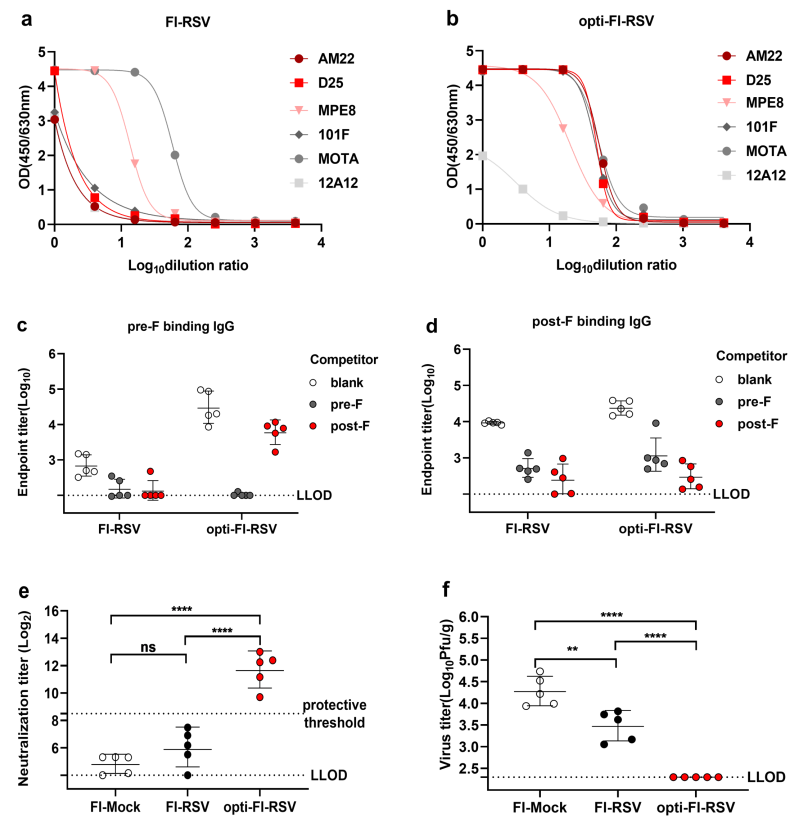 a
FI-RSV
OD(450/630nm)
5
4
3
2
1
0
0
1
2
3
4
Log10dilution ratio
AM22
D25
MPE8
101F
MOTA
12A12
b
opti-FI-RSV
OD(450/630nm)
5
4
3
2
1
0
0
1
2
3
4
Log10dilution ratio
AM22
D25
MPE8
101F
MOTA
12A12
c
pre-F binding IgG
Endpoint titer(Log10)
6
5
4
3
LLOD
FI-RSV
opti-FI-RSV
Competitor
blank
pre-F
post-F
d
post-F binding IgG
Endpoint titer(Log10)
6
5
4
3
LLOD
FI-RSV
opti-FI-RSV
Competitor
blank
pre-F
post-F
e
Neutralization titer (Log2)
16
14
12
10
8
6
****
ns
****
protective
threshold
LLOD
FI-Mock
FI-RSV
opti-FI-RSV
f
Virus titer(Log10Pfu/g)
6.0
5.5
5.0
4.5
4.0
3.5
3.0
2.5
2.0
****
**
****
LLOD
FI-Mock
FI-RSV
opti-FI-RSV